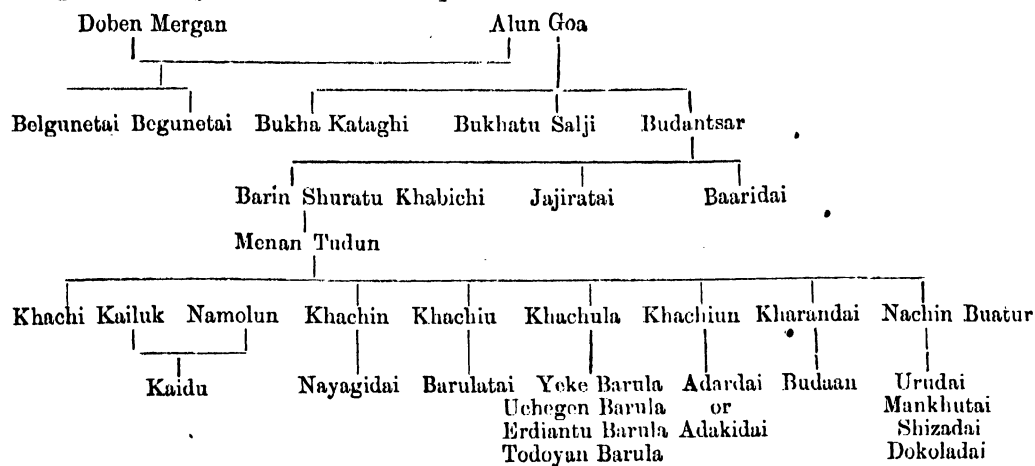 Doben Mergan Alun Goa
Belgunetai Begunetai Bukha Kataghi Bukhatu Salji Budantsar
Barin Shuratu Khabichi Jajiratai Baaridai
Menan Tudun
Khachi Kailuk Namolun Khachin Khachiu Khachula Khachiun Kharandai Nachin Buatur
Kaidu Nayagidai Barulatai Yeke Barula Adardai Budaan Urudai
Uchegen Barula or Mankhutai
Erdiantu Barula Adakidai Shizadai
Todoyan Barula Dokoladai